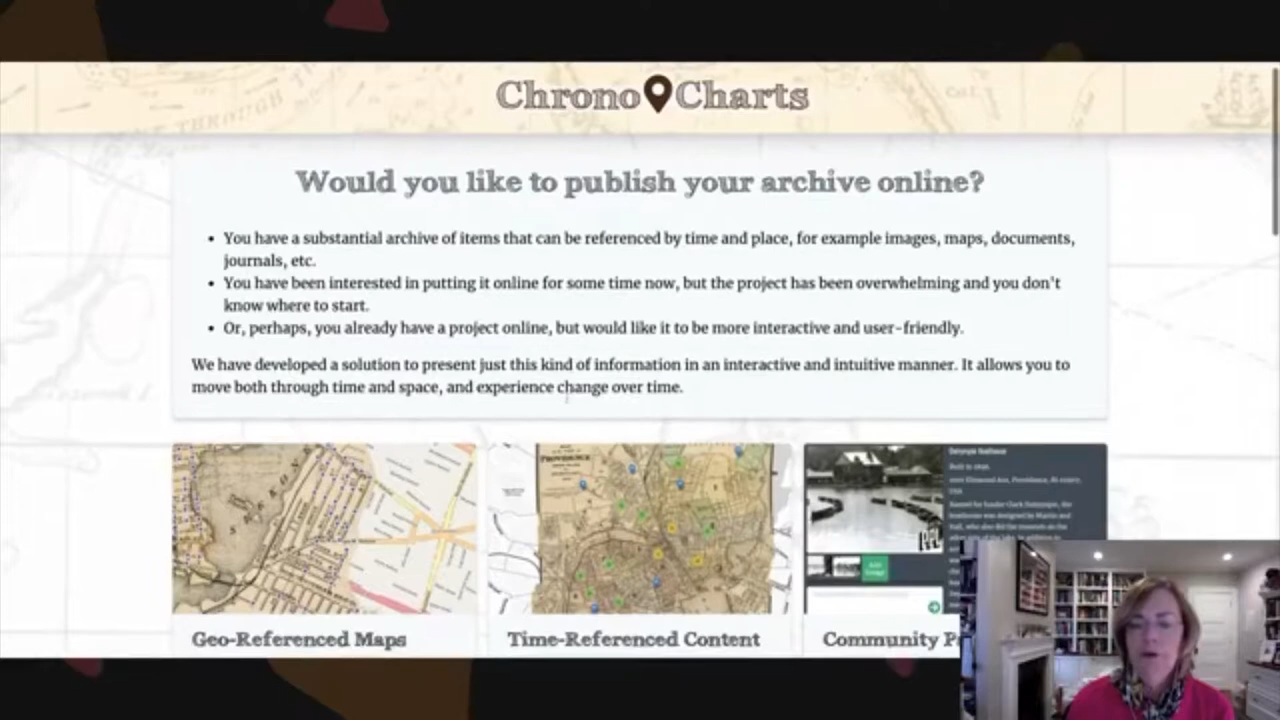 Chrono Charts
Would you like to publish your archive online?
• You have a substantial archive of items that can be referenced by time and place, for example images, maps, documents,
journals, etc.
• You have been interested in putting it online for some time now, but the project has been overwhelming and you don't
know where to start.
• Or, perhaps, you already have a project online, but would like it to be more interactive and user-friendly.
We have developed a solution to present just this kind of information in an interactive and intuitive manner. It allows you to
move both through time and space, and experience change over time.
PROVIDENCE
Built in 1896.
Geo-Referenced Maps
Time-Referenced Content
Community